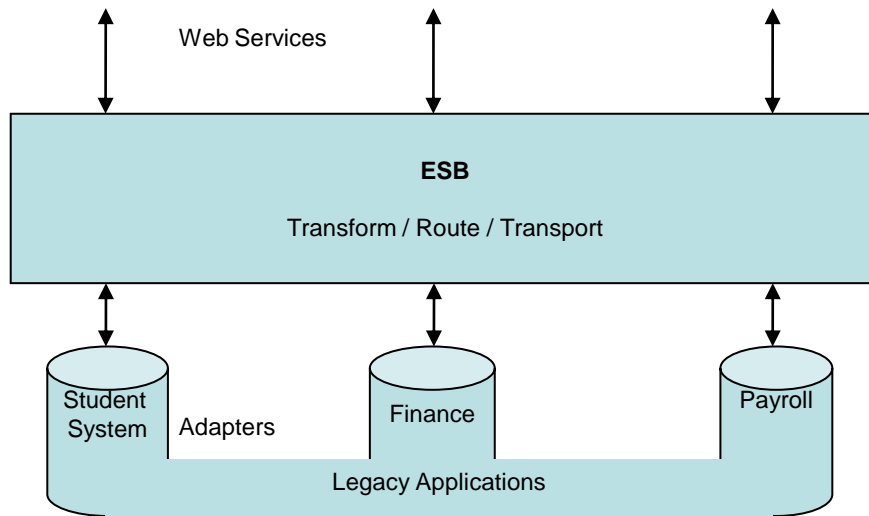 Web Services
ESB
Transform / Route / Transport
Student
System
Adapters
Finance
Payroll
Legacy Applications